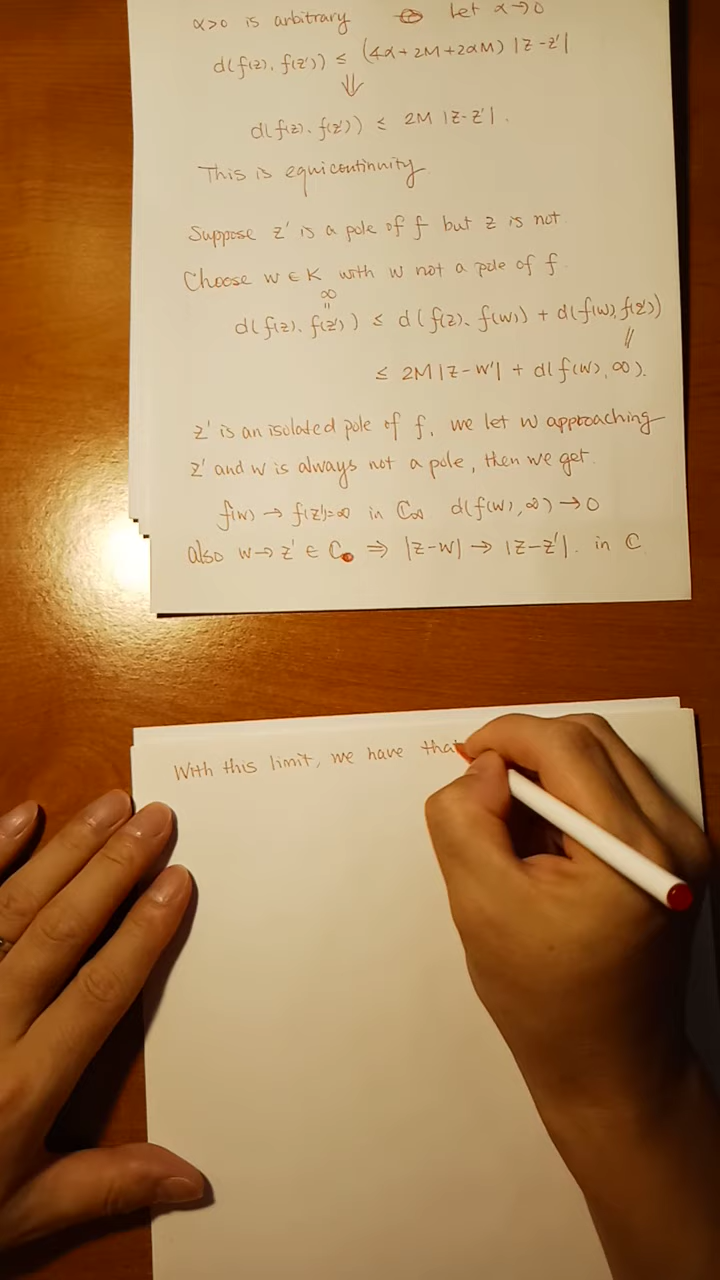 α>0 is arbitrary let α→0
d(f(z), f(z')) ≤ (4α+2M+2αM) |z-z'|
⇓
d(f(z), f(z')) ≤ 2M |z-z'|.
This is equicontinuity
Suppose z' is a pole of f but z is not
Choose w ∈ K with w not a pole of f
∞
"
d(f(z), f(z')) ≤ d(f(z), f(w)) + d(f(w), f(z'))
"
≤ 2M|z-w'| + d(f(w), ∞).
z' is an isolated pole of f, we let w approaching
z' and w is always not a pole, then we get
f(w) → f(z')=∞ in C∞ d(f(w), ∞) → 0
also w→z' ∈ C ⇒ |z-w| → |z-z'|. in C
With this limit, we have that